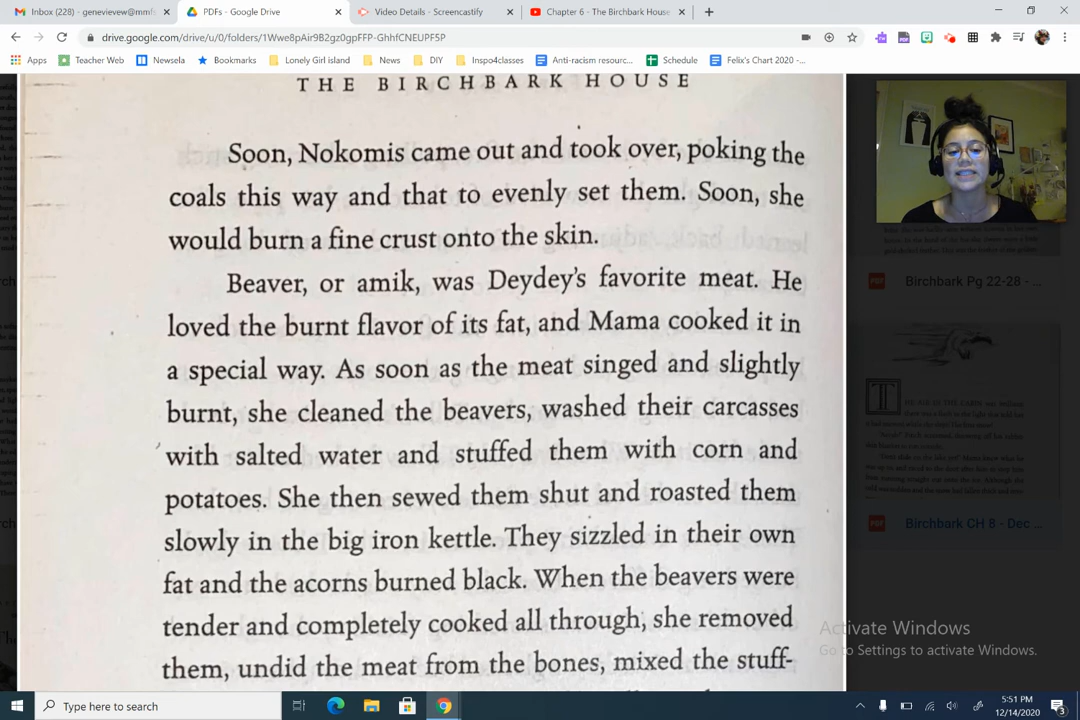 Inbox (228) - genevievew@mmfs
PDFs - Google Drive
Video Details - Screencastify
Chapter 6 - The Birchbark House
drive.google.com/drive/u/0/folders/1Wwe8pAir9B2gz0gpFFP-GhhfCNEUPF5P
Apps
Teacher Web
Newsela
Bookmarks
Lonely Girl island
News
DIY
Inspo4classes
Anti-racism resourc...
Schedule
Felix's Chart 2020 -...
THE BIRCHBARK HOUSE
Soon, Nokomis came out and took over, poking the
coals this way and that to evenly set them. Soon, she
would burn a fine crust onto the skin.
Beaver, or amik, was Deydey's favorite meat. He
loved the burnt flavor of its fat, and Mama cooked it in
a special way. As soon as the meat singed and slightly
burnt, she cleaned the beavers, washed their carcasses
with salted water and stuffed them with corn and
potatoes. She then sewed them shut and roasted them
slowly in the big iron kettle. They sizzled in their own
fat and the acorns burned black. When the beavers were
tender and completely cooked all through, she removed
them, undid the meat from the bones, mixed the stuff-
PDF Birchbark Pg 22-28 - ...
PDF Birchbark CH 8 - Dec ...
Activate Windows
Go to Settings to activate Windows.
Type here to search
5:51 PM
12/14/2020
3